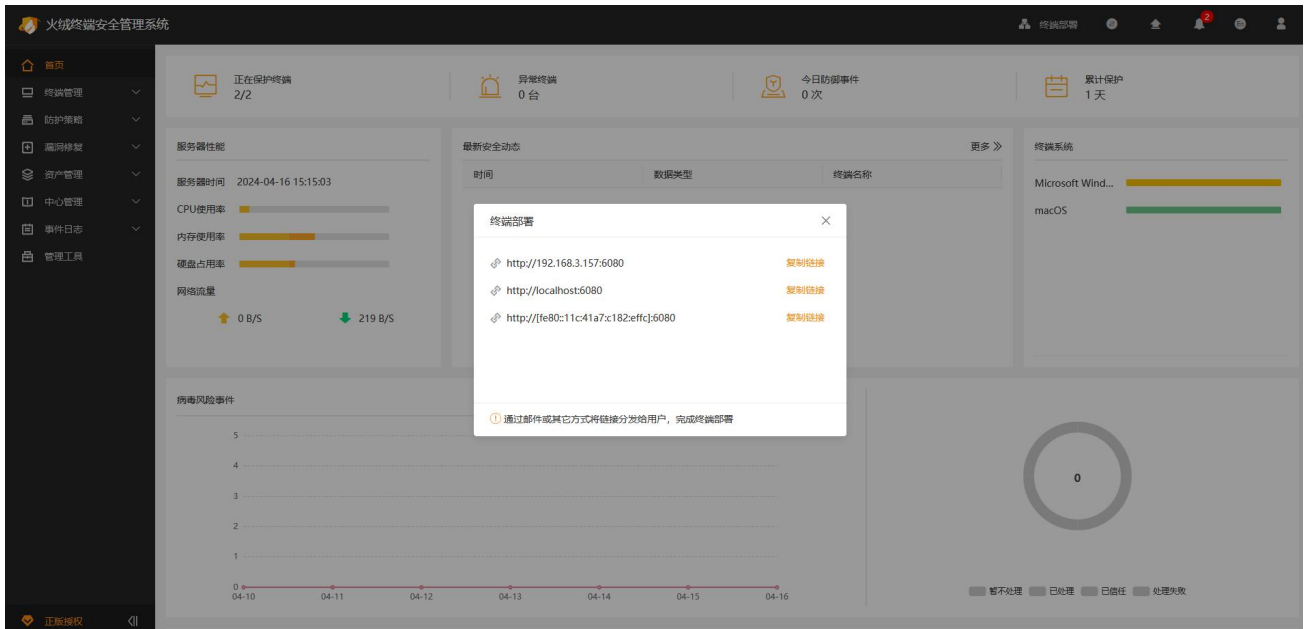 火绒终端安全管理系统
终端部署
2
首页
终端管理
防护策略
漏洞修复
资产管理
中心管理
事件日志
管理工具
正版授权
正在保护终端
2/2
异常终端
0 台
今日防御事件
0 次
累计保护
1 天
服务器性能
服务器时间 2024-04-16 15:15:03
CPU使用率
内存使用率
硬盘占用率
网络流量
0 B/S 219 B/S
最新安全动态 更多
时间 数据类型 终端名称
终端系统
Microsoft Wind...
macOS
终端部署
http://192.168.3.157:6080 复制链接
http://localhost:6080 复制链接
http://[fe80::11c:41a7:c182:effc]:6080 复制链接
通过邮件或其它方式将链接分发给用户，完成终端部署
病毒风险事件
5
4
3
2
1
0
04-10 04-11 04-12 04-13 04-14 04-15 04-16
0
暂不处理 已处理 已信任 处理失败